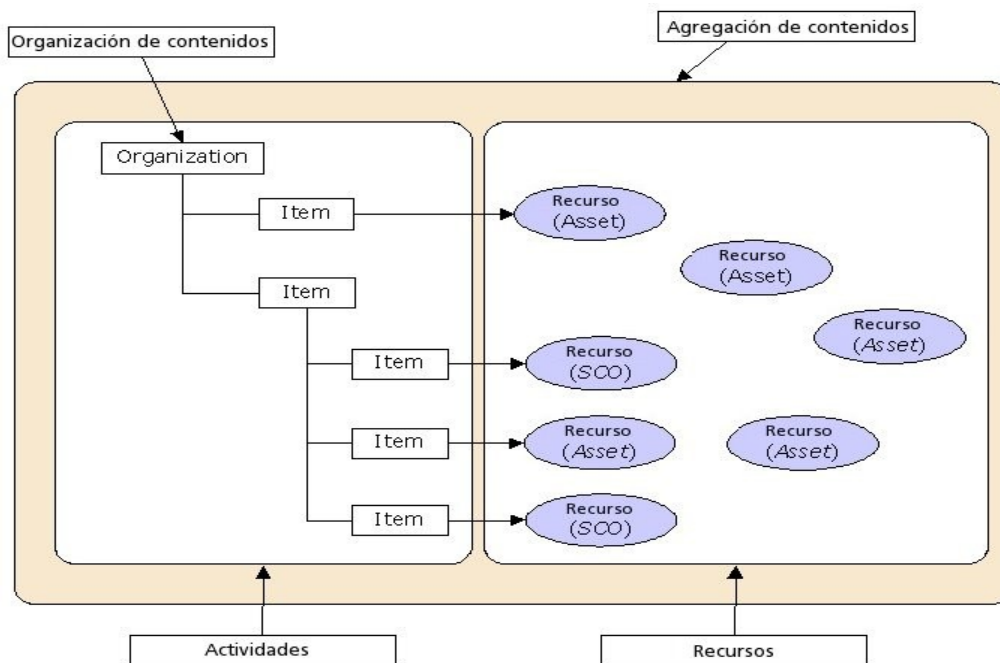 Organización de contenidos
Agregación de contenidos
Organization
Item
Recurso
(Asset)
Recurso
(Asset)
Item
Recurso
(Asset)
Item
Recurso
(SCO)
Item
Recurso
(Asset)
Recurso
(Asset)
Item
Recurso
(SCO)
Actividades
Recursos